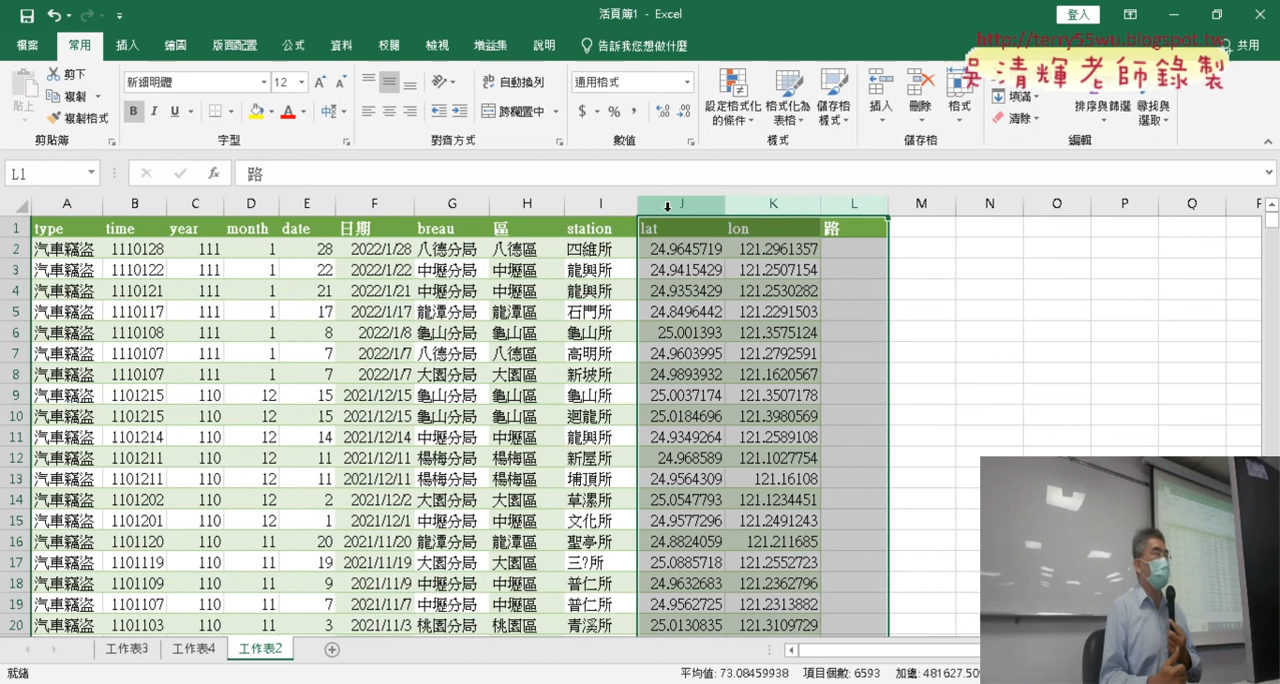 活頁簿1 - Excel
登入
檔案 常用 插入 繪圖 版面配置 公式 資料 校閱 檢視 增益集 說明 告訴我您想做什麼 共用
http://terry55wu.blogspot.tw
吳清輝老師錄製
貼上 剪下 複製 複製格式 剪貼簿
新細明體 12 B I U 字型
自動換列 跨欄置中 對齊方式
通用格式 $ % , 數值
設定格式化的條件 格式化為表格 儲存格樣式 樣式
插入 刪除 格式 儲存格
填滿 清除 排序與篩選 尋找與選取 編輯
L1 fx 路
A B C D E F G H I J K L M N O P Q R
1 type time year month date 日期 breau 區 station lat lon 路
2 汽車竊盜 1110128 111 1 28 2022/1/28 八德分局 八德區 四維所 24.9645719 121.2961357
3 汽車竊盜 1110122 111 1 22 2022/1/22 中壢分局 中壢區 龍興所 24.9415429 121.2507154
4 汽車竊盜 1110121 111 1 21 2022/1/21 中壢分局 中壢區 龍興所 24.9353429 121.2530282
5 汽車竊盜 1110117 111 1 17 2022/1/17 龍潭分局 龍潭區 石門所 24.8496442 121.2291503
6 汽車竊盜 1110108 111 1 8 2022/1/8 龜山分局 龜山區 龜山所 25.001393 121.3575124
7 汽車竊盜 1110107 111 1 7 2022/1/7 八德分局 八德區 高明所 24.9603995 121.2792591
8 汽車竊盜 1110107 111 1 7 2022/1/7 大園分局 大園區 新坡所 24.9893932 121.1620567
9 汽車竊盜 1101215 110 12 15 2021/12/15 龜山分局 龜山區 龜山所 25.0037174 121.3507178
10 汽車竊盜 1101215 110 12 15 2021/12/15 龜山分局 龜山區 迴龍所 25.0184696 121.3980569
11 汽車竊盜 1101214 110 12 14 2021/12/14 中壢分局 中壢區 龍興所 24.9349264 121.2589108
12 汽車竊盜 1101211 110 12 11 2021/12/11 楊梅分局 楊梅區 新屋所 24.968589 121.1027754
13 汽車竊盜 1101211 110 12 11 2021/12/11 楊梅分局 楊梅區 埔頂所 24.9564309 121.16108
14 汽車竊盜 1101202 110 12 2 2021/12/2 大園分局 大園區 草漯所 25.0547793 121.1234451
15 汽車竊盜 1101201 110 12 1 2021/12/1 中壢分局 中壢區 文化所 24.9577296 121.2491243
16 汽車竊盜 1101120 110 11 20 2021/11/20 龍潭分局 龍潭區 聖亭所 24.8824059 121.211685
17 汽車竊盜 1101119 110 11 19 2021/11/19 大園分局 大園區 三?所 25.0885718 121.2552723
18 汽車竊盜 1101109 110 11 9 2021/11/9 中壢分局 中壢區 普仁所 24.9632683 121.2362796
19 汽車竊盜 1101107 110 11 7 2021/11/7 中壢分局 中壢區 普仁所 24.9562725 121.2313882
20 汽車竊盜 1101103 110 11 3 2021/11/3 桃園分局 桃園區 青溪所 25.0130835 121.3109729
工作表3 工作表4 工作表2
就緒 平均值: 73.08459938 項目個數: 6593 加總: 481627.509